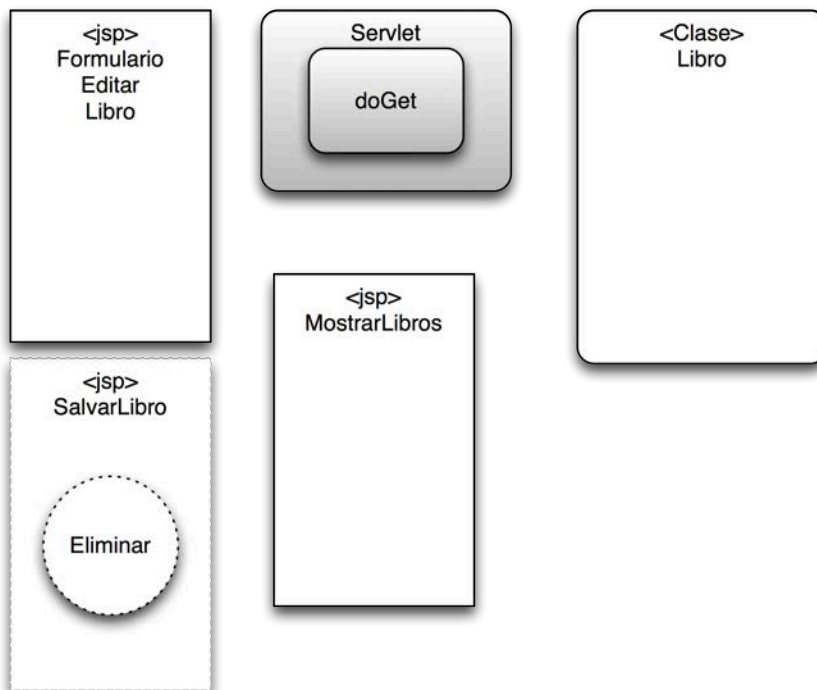 <jsp>
Formulario
Editar
Libro
Servlet
doGet
<Clase>
Libro
<jsp>
MostrarLibros
<jsp>
SalvarLibro
Eliminar